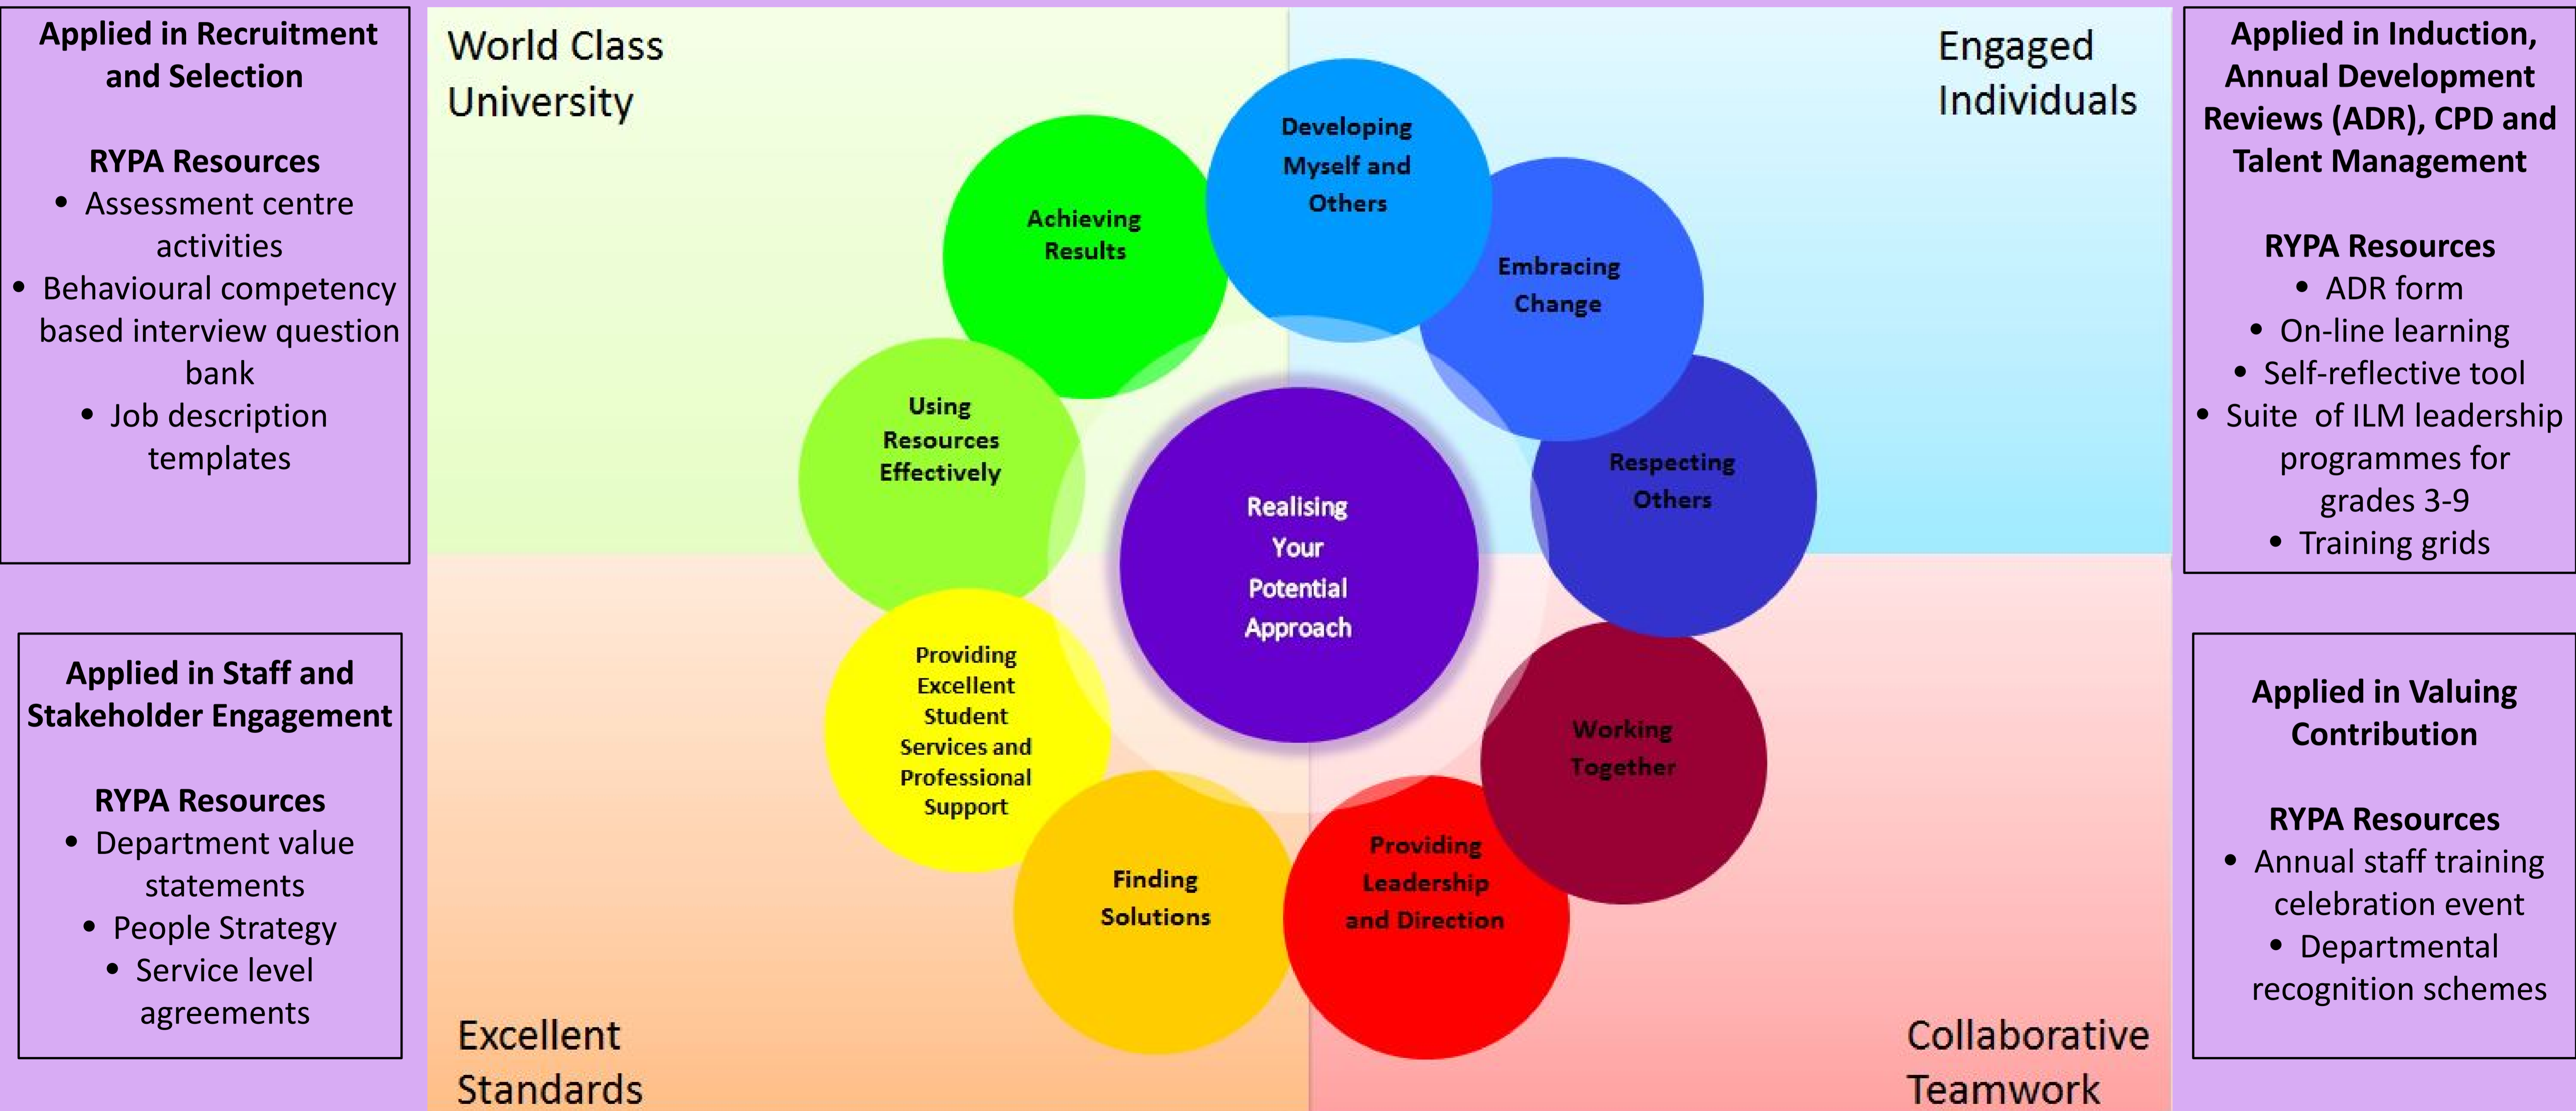 Applied in Recruitment
and Selection
RYPA Resources
• Assessment centre
activities
• Behavioural competency
based interview question
bank
• Job description
templates
Applied in Staff and
Stakeholder Engagement
RYPA Resources
• Department value
statements
• People Strategy
• Service level
agreements
World Class
University
Engaged
Individuals
Developing
Myself and
Others
Achieving
Results
Embracing
Change
Using
Resources
Effectively
Respecting
Others
Realising
Your
Potential
Approach
Providing
Excellent
Student
Services and
Professional
Support
Working
Together
Finding
Solutions
Providing
Leadership
and Direction
Excellent
Standards
Collaborative
Teamwork
Applied in Induction,
Annual Development
Reviews (ADR), CPD and
Talent Management
RYPA Resources
• ADR form
• On-line learning
• Self-reflective tool
• Suite of ILM leadership
programmes for
grades 3-9
• Training grids
Applied in Valuing
Contribution
RYPA Resources
• Annual staff training
celebration event
• Departmental
recognition schemes